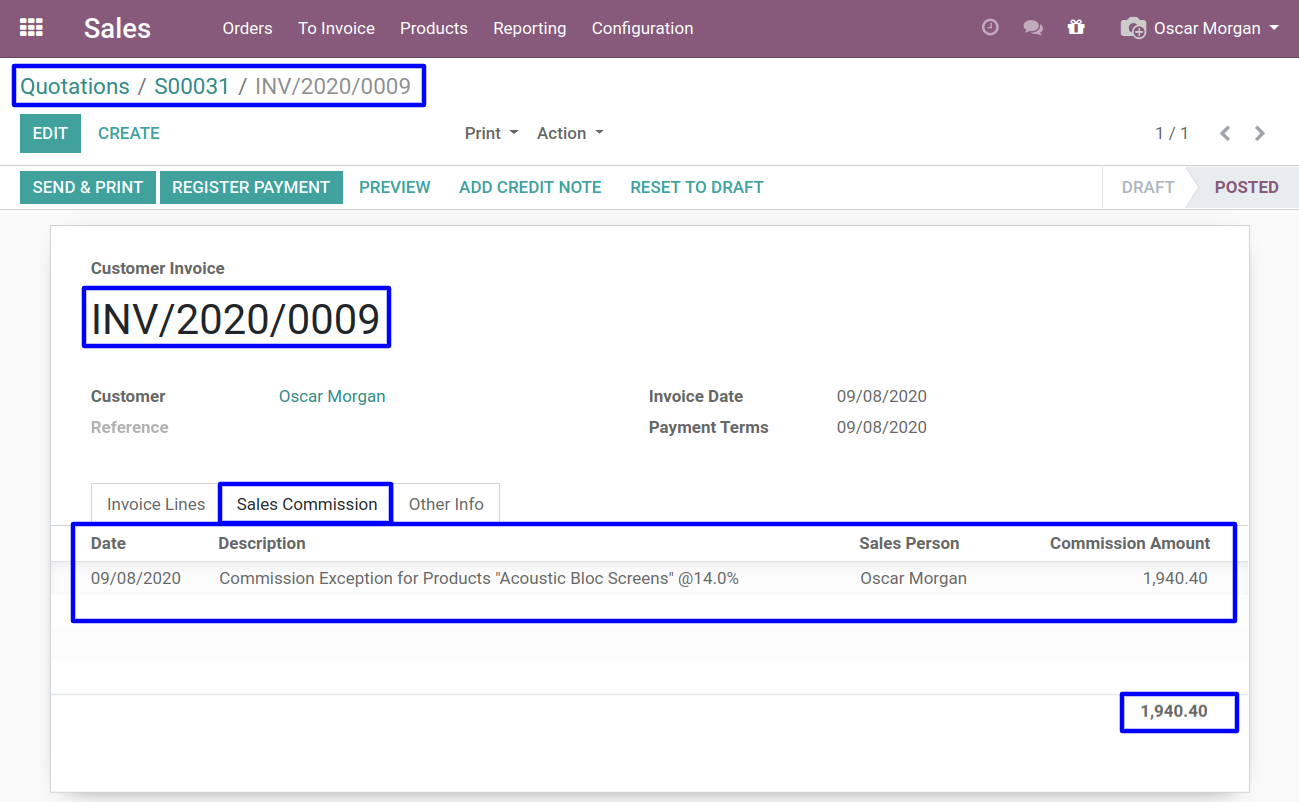 Sales Orders To Invoice Products Reporting Configuration Oscar Morgan
Quotations / S00031 / INV/2020/0009
EDIT CREATE Print Action 1 / 1
SEND & PRINT REGISTER PAYMENT PREVIEW ADD CREDIT NOTE RESET TO DRAFT DRAFT POSTED
Customer Invoice
INV/2020/0009
Customer Oscar Morgan Invoice Date 09/08/2020
Reference Payment Terms 09/08/2020
Invoice Lines Sales Commission Other Info
Date Description Sales Person Commission Amount
09/08/2020 Commission Exception for Products "Acoustic Bloc Screens" @14.0% Oscar Morgan 1,940.40
1,940.40